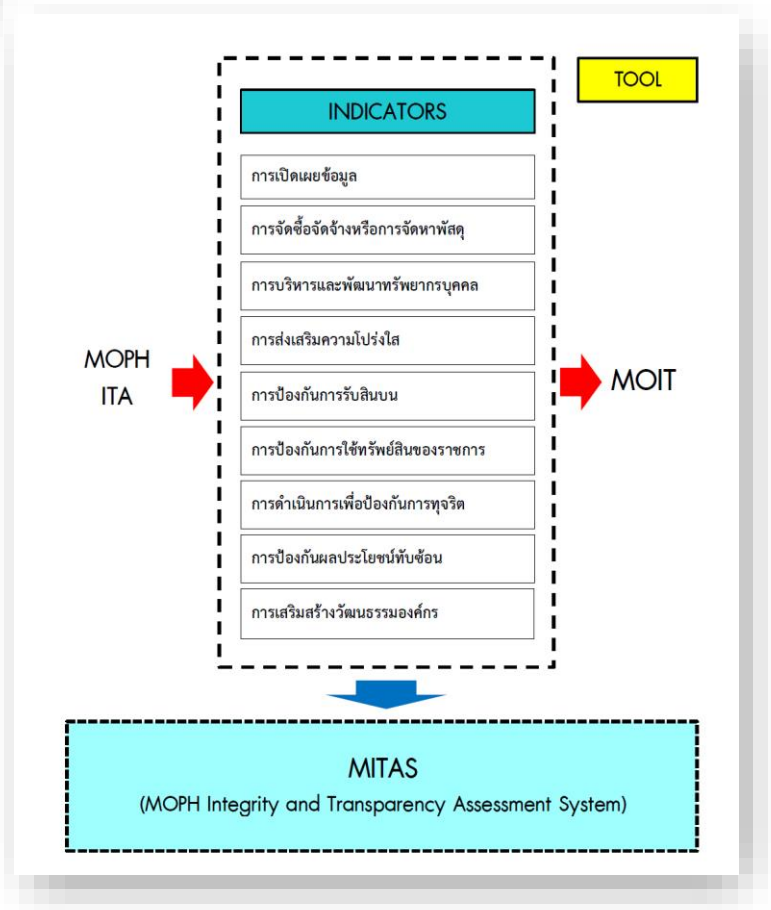 TOOL
INDICATORS
การเปิดเผยข้อมูล
การจัดซื้อจัดจ้างหรือการจัดหาพัสดุ
การบริหารและพัฒนาทรัพยากรบุคคล
การส่งเสริมความโปร่งใส
MOPH
ITA
MOIT
การป้องกันการรับสินบน
การป้องกันการใช้ทรัพย์สินของราชการ
การดำเนินการเพื่อป้องกันการทุจริต
การป้องกันผลประโยชน์ทับซ้อน
การเสริมสร้างวัฒนธรรมองค์กร
MITAS
(MOPH Integrity and Transparency Assessment System)